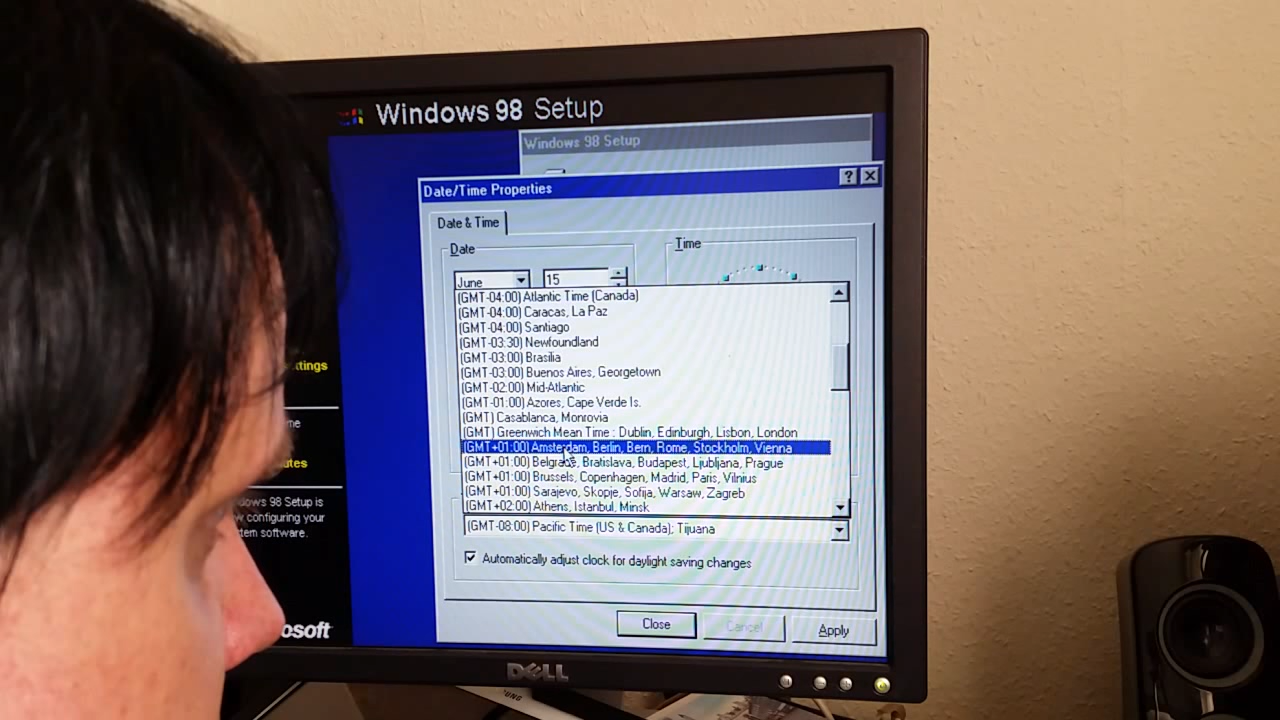 Windows 98 Setup
Windows 98 Setup
Date/Time Properties
Date & Time
Date
Time
June
15
(GMT-04:00) Atlantic Time (Canada)
(GMT-04:00) Caracas, La Paz
(GMT-04:00) Santiago
(GMT-03:30) Newfoundland
(GMT-03:00) Brasilia
(GMT-03:00) Buenos Aires, Georgetown
(GMT-02:00) Mid-Atlantic
(GMT-01:00) Azores, Cape Verde Is.
(GMT) Casablanca, Monrovia
(GMT) Greenwich Mean Time : Dublin, Edinburgh, Lisbon, London
(GMT+01:00) Amsterdam, Berlin, Bern, Rome, Stockholm, Vienna
(GMT+01:00) Belgrade, Bratislava, Budapest, Ljubljana, Prague
(GMT+01:00) Brussels, Copenhagen, Madrid, Paris, Vilnius
(GMT+01:00) Sarajevo, Skopje, Sofija, Warsaw, Zagreb
(GMT+02:00) Athens, Istanbul, Minsk
(GMT-08:00) Pacific Time (US & Canada); Tijuana
Automatically adjust clock for daylight saving changes
Close
Cancel
Apply
ttings
me
utes
dows 98 Setup is
w configuring your
tem software.
osoft
DELL
UNG